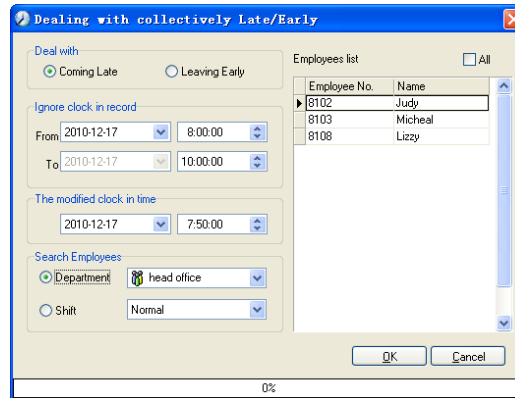 Dealing with collectively Late/Early
Deal with
Coming Late
Leaving Early
Ignore clock in record
From 2010-12-17 8:00:00
To 2010-12-17 10:00:00
The modified clock in time
2010-12-17 7:50:00
Search Employees
Department head office
Shift Normal
Employees list All
Employee No. Name
8102 Judy
8103 Micheal
8108 Lizzy
OK Cancel
0%